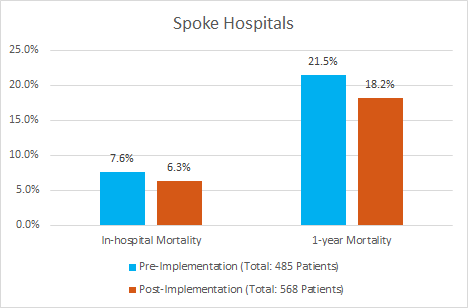 Spoke Hospitals
25.0%
20.0%
15.0%
10.0%
5.0%
0.0%
7.6%
6.3%
21.5%
18.2%
In-hospital Mortality
1-year Mortality
Pre-Implementation (Total: 485 Patients)
Post-Implementation (Total: 568 Patients)